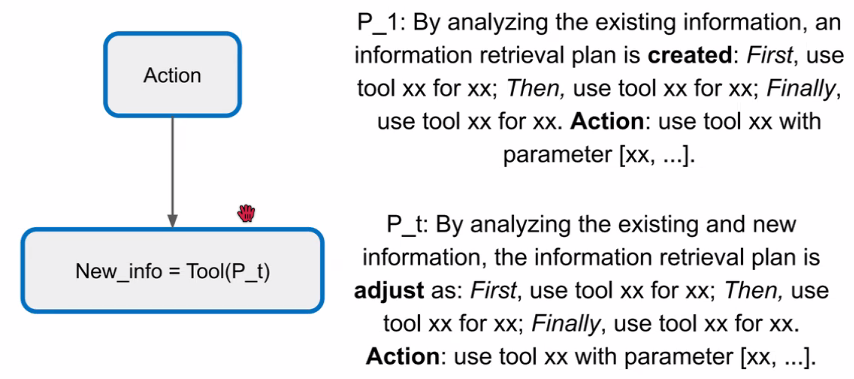 Action
New_info = Tool(P_t)
P_1: By analyzing the existing information, an
information retrieval plan is created: First, use
tool xx for xx; Then, use tool xx for xx; Finally,
use tool xx for xx. Action: use tool xx with
parameter [xx, ...].
P_t: By analyzing the existing and new
information, the information retrieval plan is
adjust as: First, use tool xx for xx; Then, use
tool xx for xx; Finally, use tool xx for xx.
Action: use tool xx with parameter [xx, ...].